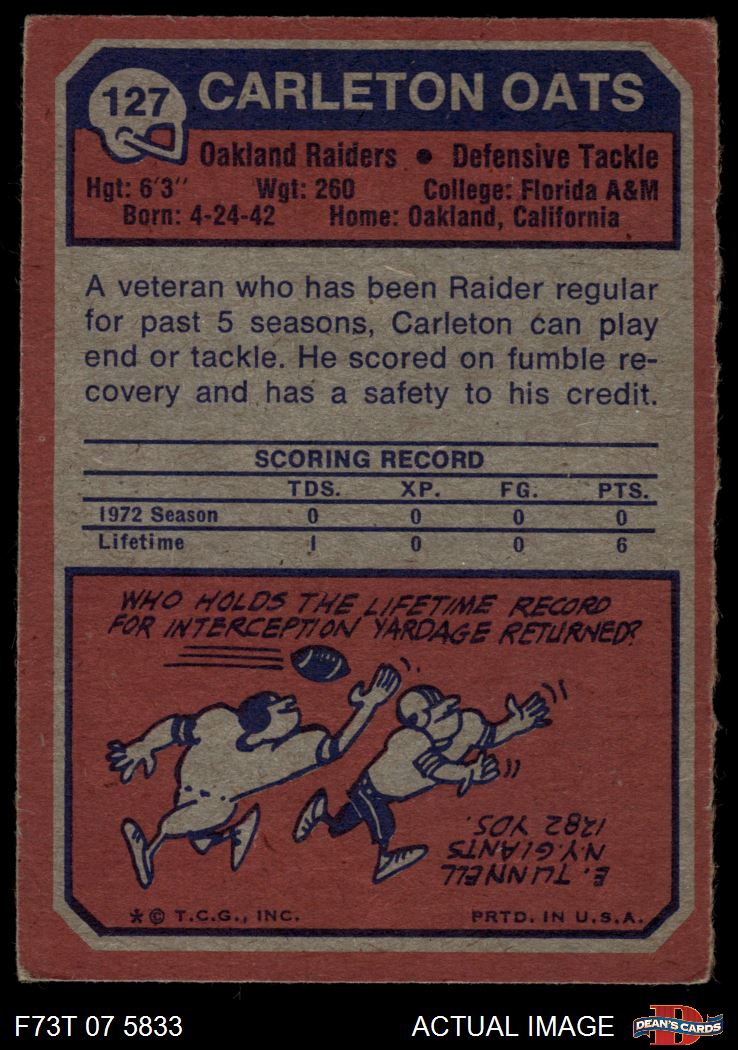 127
CARLETON OATS
Oakland Raiders • Defensive Tackle
Hgt: 6'3" Wgt: 260 College: Florida A&M
Born: 4-24-42 Home: Oakland, California
A veteran who has been Raider regular
for past 5 seasons, Carleton can play
end or tackle. He scored on fumble re-
covery and has a safety to his credit.
SCORING RECORD
TDS. XP. FG. PTS.
1972 Season 0 0 0 0
Lifetime 1 0 0 6
WHO HOLDS THE LIFETIME RECORD
FOR INTERCEPTION YARDAGE RETURNED?
E. TUNNELL
N.Y. GIANTS
1282 YDS.
* © T.C.G., INC. PRTD. IN U.S.A.
F73T 07 5833 ACTUAL IMAGE
D
DEAN'S CARDS